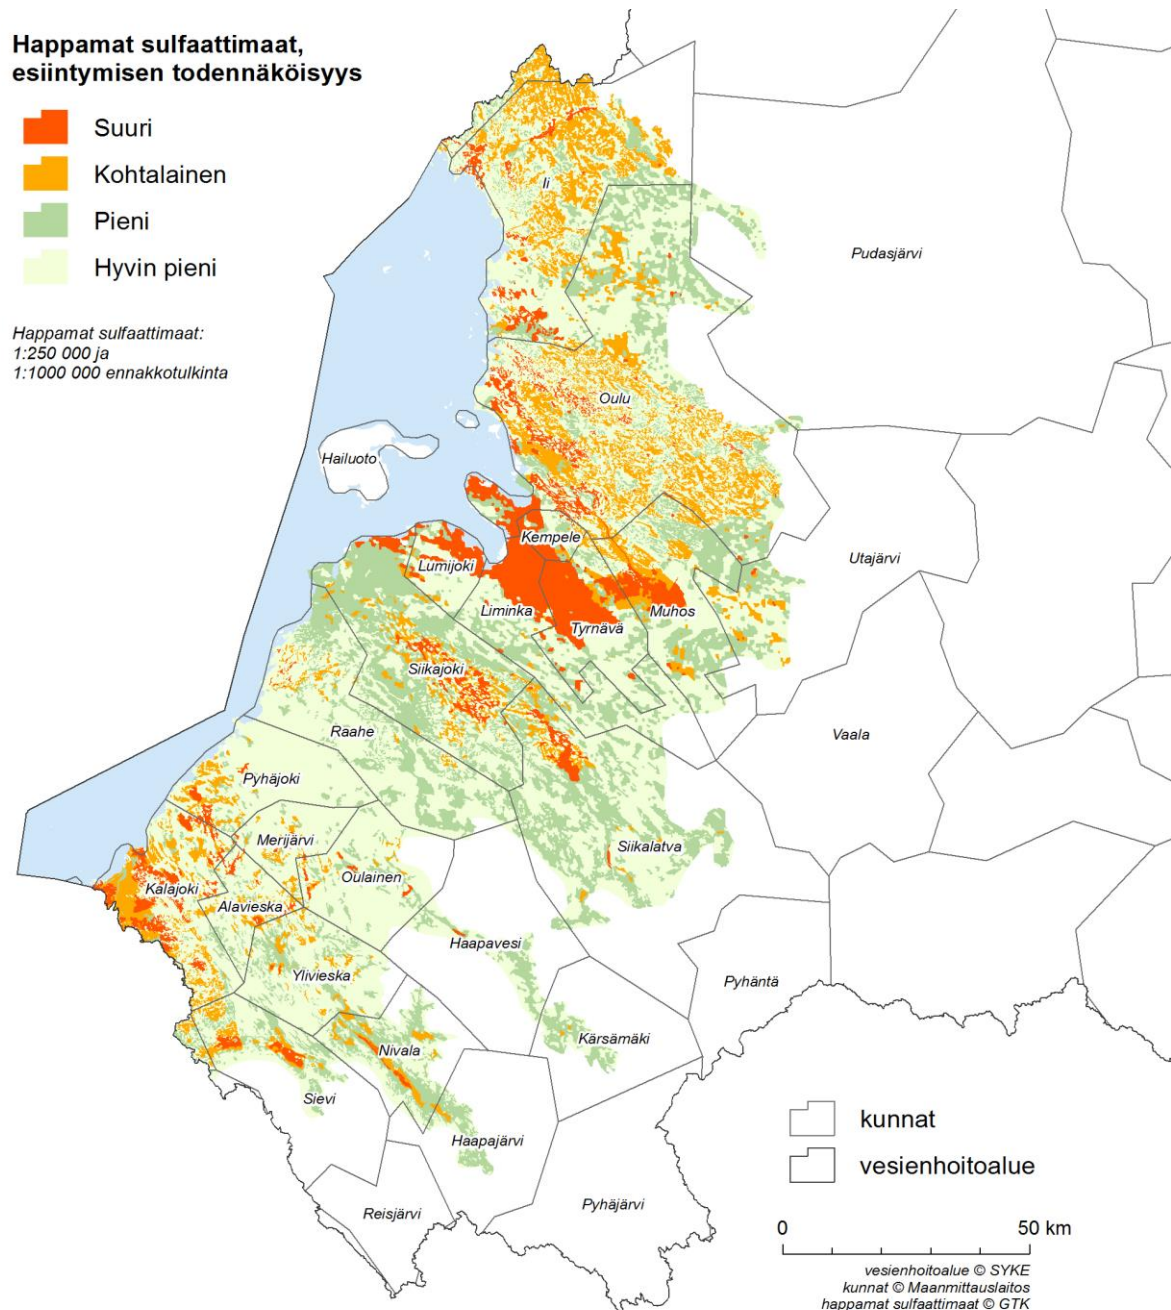 Happamat sulfaattimaat,
esiintymisen todennäköisyys
Suuri
Kohtalainen
Pieni
Hyvin pieni
Happamat sulfaattimaat:
1:250 000 ja
1:1000 000 ennakkotulkinta
Ii
Pudasjärvi
Oulu
Hailuoto
Kempele
Utajärvi
Lumijoki
Liminka
Muhos
Tyrnävä
Siikajoki
Raahe
Vaala
Pyhäjoki
Merijärvi
Siikalatva
Oulainen
Kalajoki
Alavieska
Haapavesi
Ylivieska
Pyhäntä
Kärsämäki
Nivala
Sievi
Haapajärvi
Reisjärvi
Pyhäjärvi
kunnat
vesienhoitoalue
0 50 km
vesienhoitoalue © SYKE
kunnat © Maanmittauslaitos
happamat sulfaattimaat © GTK